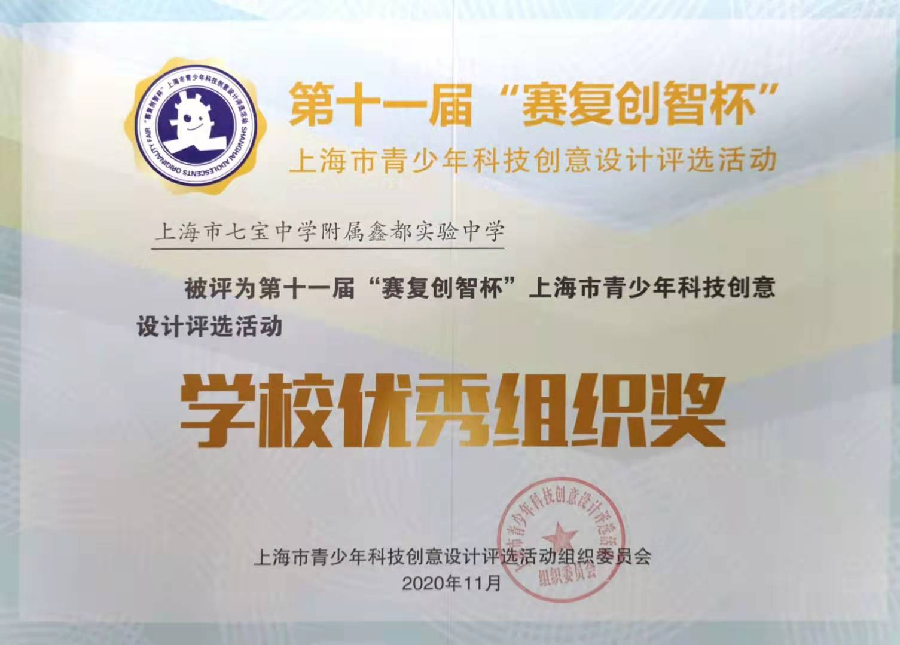 第十一届“赛复创智杯”
上海市青少年科技创意设计评选活动
“赛复创智杯”上海市青少年科技创意设计评选活动
SHANGHAI ADOLESCENTS ORIGINALITY FAIR
上海市七宝中学附属鑫都实验中学
被评为第十一届“赛复创智杯”上海市青少年科技创意
设计评选活动
学校优秀组织奖
上海市青少年科技创意设计评选活动组织委员会
2020年11月
上海市青少年科技创意设计评选活动
组织委员会